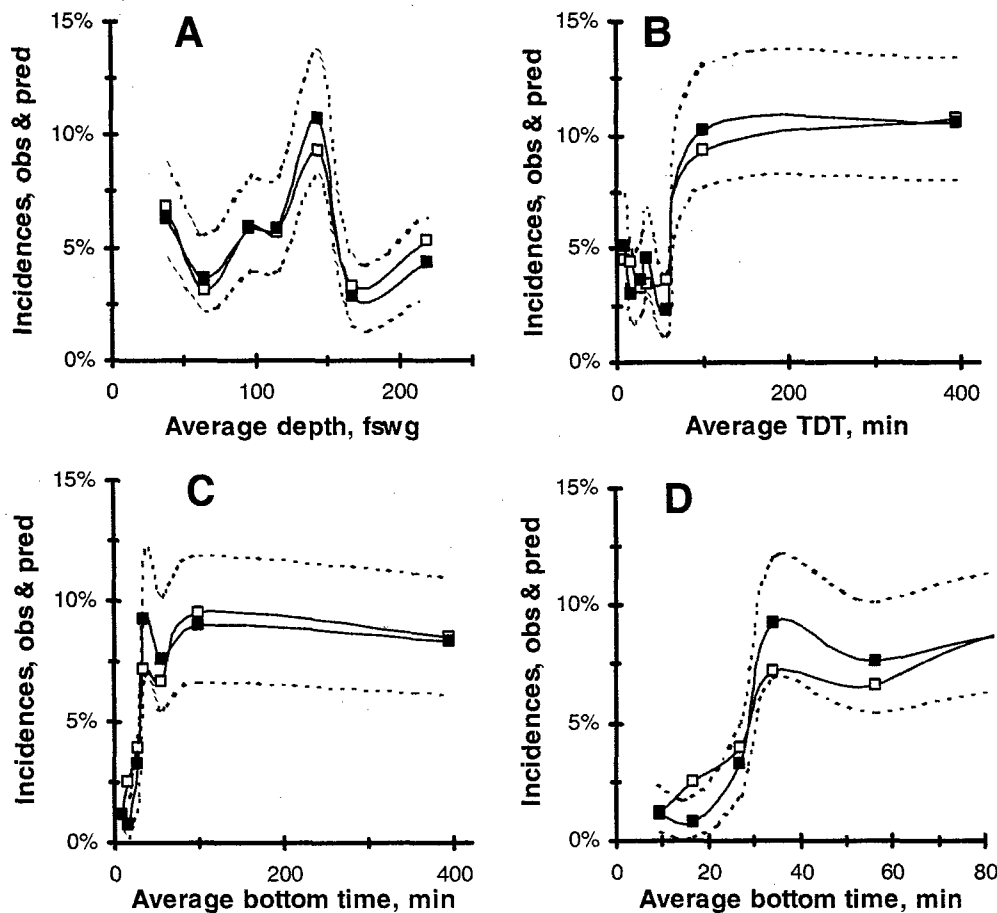 A
Incidences, obs & pred
15%
10%
5%
0%
0 100 200
Average depth, fswg
B
Incidences, obs & pred
15%
10%
5%
0%
0 200 400
Average TDT, min
C
Incidences, obs & pred
15%
10%
5%
0%
0 200 400
Average bottom time, min
D
Incidences, obs & pred
15%
10%
5%
0%
0 20 40 60 80
Average bottom time, min